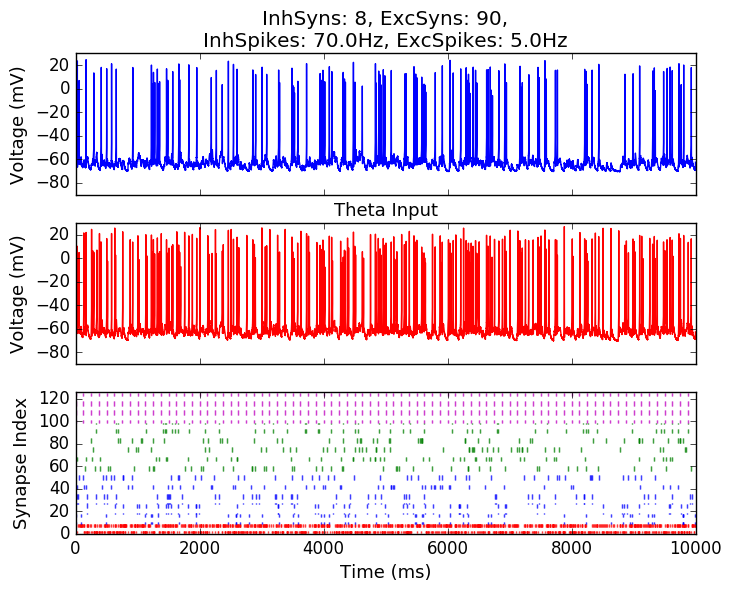 InhSyns: 8, ExcSyns: 90,
InhSpikes: 70.0Hz, ExcSpikes: 5.0Hz
20
0
−20
−40
−60
−80
Voltage (mV)
Theta Input
20
0
−20
−40
−60
−80
Voltage (mV)
120
100
80
60
40
20
0
Synapse Index
0 2000 4000 6000 8000 10000
Time (ms)